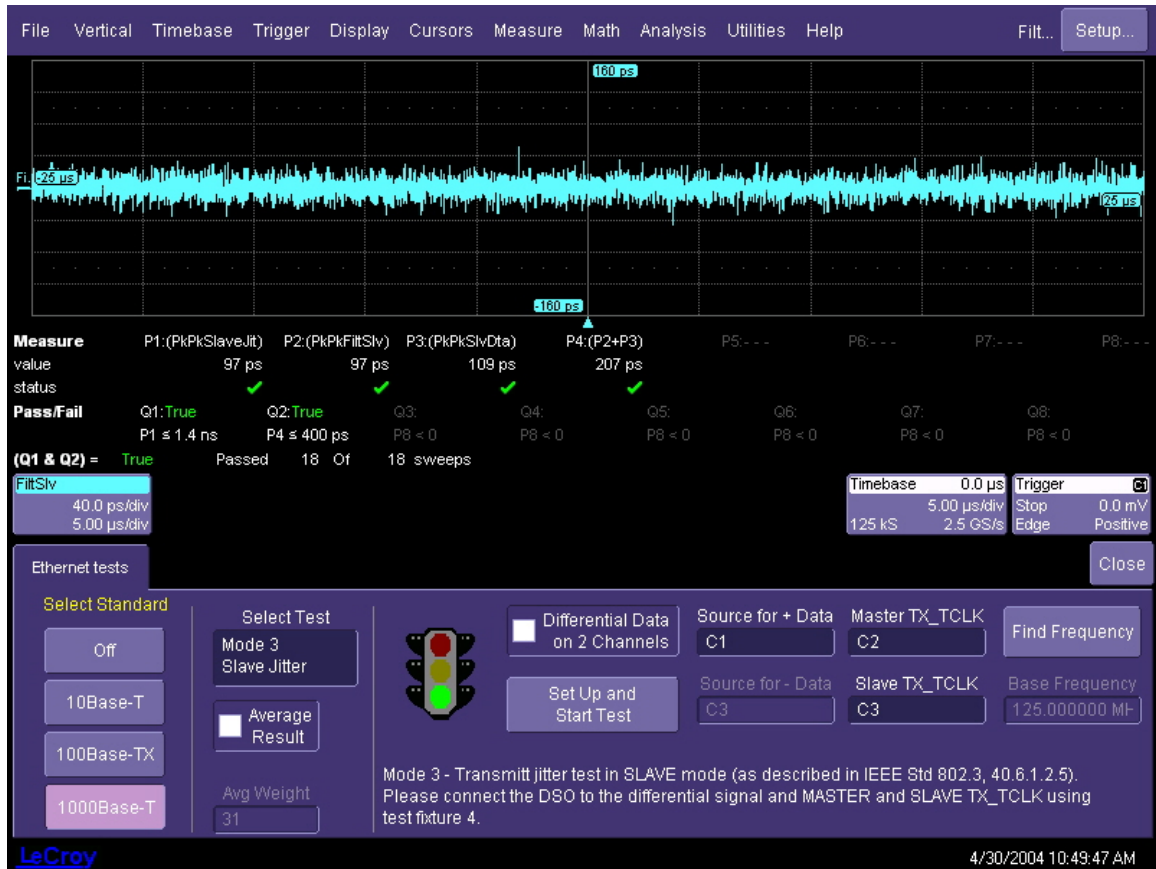 File Vertical Timebase Trigger Display Cursors Measure Math Analysis Utilities Help Filt... Setup...
160 ps
Fi. -25 µs
25 µs
-160 ps
Measure P1:(PkPkSlaveJit) P2:(PkPkFiltSlv) P3:(PkPkSlvDta) P4:(P2+P3) P5:- - - P6:- - - P7:- - - P8:- - -
value 97 ps 97 ps 109 ps 207 ps
status
Pass/Fail Q1:True Q2:True Q3: Q4: Q5: Q6: Q7: Q8:
P1 ≤ 1.4 ns P4 ≤ 400 ps P8 < 0 P8 < 0 P8 < 0 P8 < 0 P8 < 0 P8 < 0
(Q1 & Q2) = True Passed 18 Of 18 sweeps
FiltSlv
40.0 ps/div
5.00 µs/div
Timebase 0.0 µs
5.00 µs/div
125 kS 2.5 GS/s
Trigger C1
Stop 0.0 mV
Edge Positive
Ethernet tests
Close
Select Standard
Off
10Base-T
100Base-TX
1000Base-T
Select Test
Mode 3
Slave Jitter
Average
Result
Avg Weight
31
Differential Data
on 2 Channels
Set Up and
Start Test
Source for + Data
C1
Source for - Data
C3
Master TX_TCLK
C2
Slave TX_TCLK
C3
Find Frequency
Base Frequency
125.000000 MH
Mode 3 - Transmitt jitter test in SLAVE mode (as described in IEEE Std 802.3, 40.6.1.2.5).
Please connect the DSO to the differential signal and MASTER and SLAVE TX_TCLK using
test fixture 4.
LeCroy
4/30/2004 10:49:47 AM